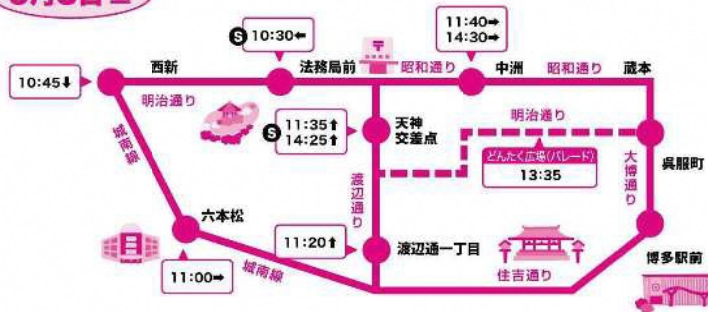 S 10:30⬅
11:40➡
14:30➡
西新
法務局前
〒
昭和通り
中洲
昭和通り
蔵本
10:45⬇
明治通り
明治通り
S 11:35⬆
14:25⬆
天神
交差点
城南線
どんたく広場(パレード)
13:35
呉服町
大博通り
渡辺通り
六本松
11:20⬆
渡辺通一丁目
博多駅前
住吉通り
城南線
11:00➡